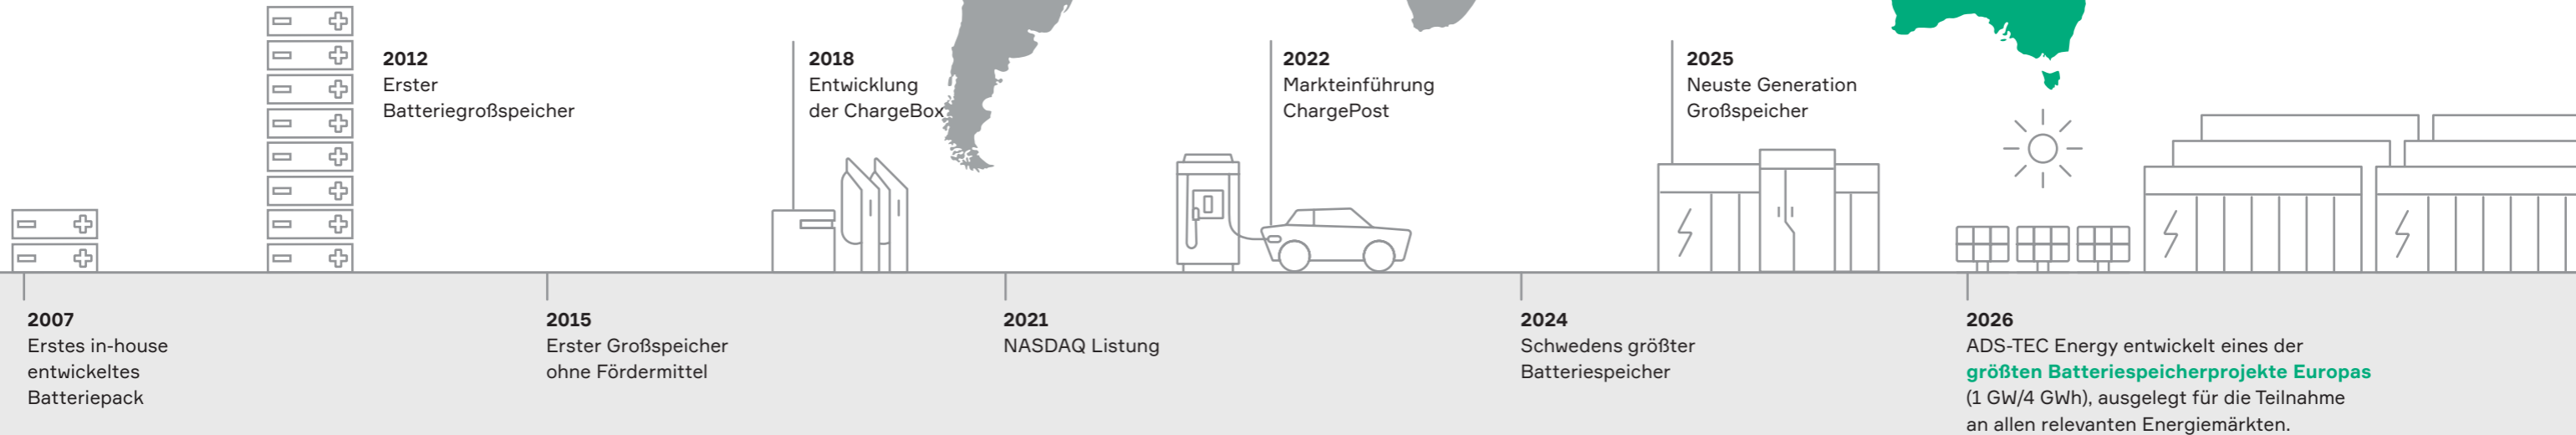 2012
Erster
Batteriegroßspeicher
2018
Entwicklung
der ChargeBox
2022
Markteinführung
ChargePost
2025
Neuste Generation
Großspeicher
2007
Erstes in-house
entwickeltes
Batteriepack
2015
Erster Großspeicher
ohne Fördermittel
2021
NASDAQ Listung
2024
Schwedens größter
Batteriespeicher
2026
ADS-TEC Energy entwickelt eines der
größten Batteriespeicherprojekte Europas
(1 GW/4 GWh), ausgelegt für die Teilnahme
an allen relevanten Energiemärkten.